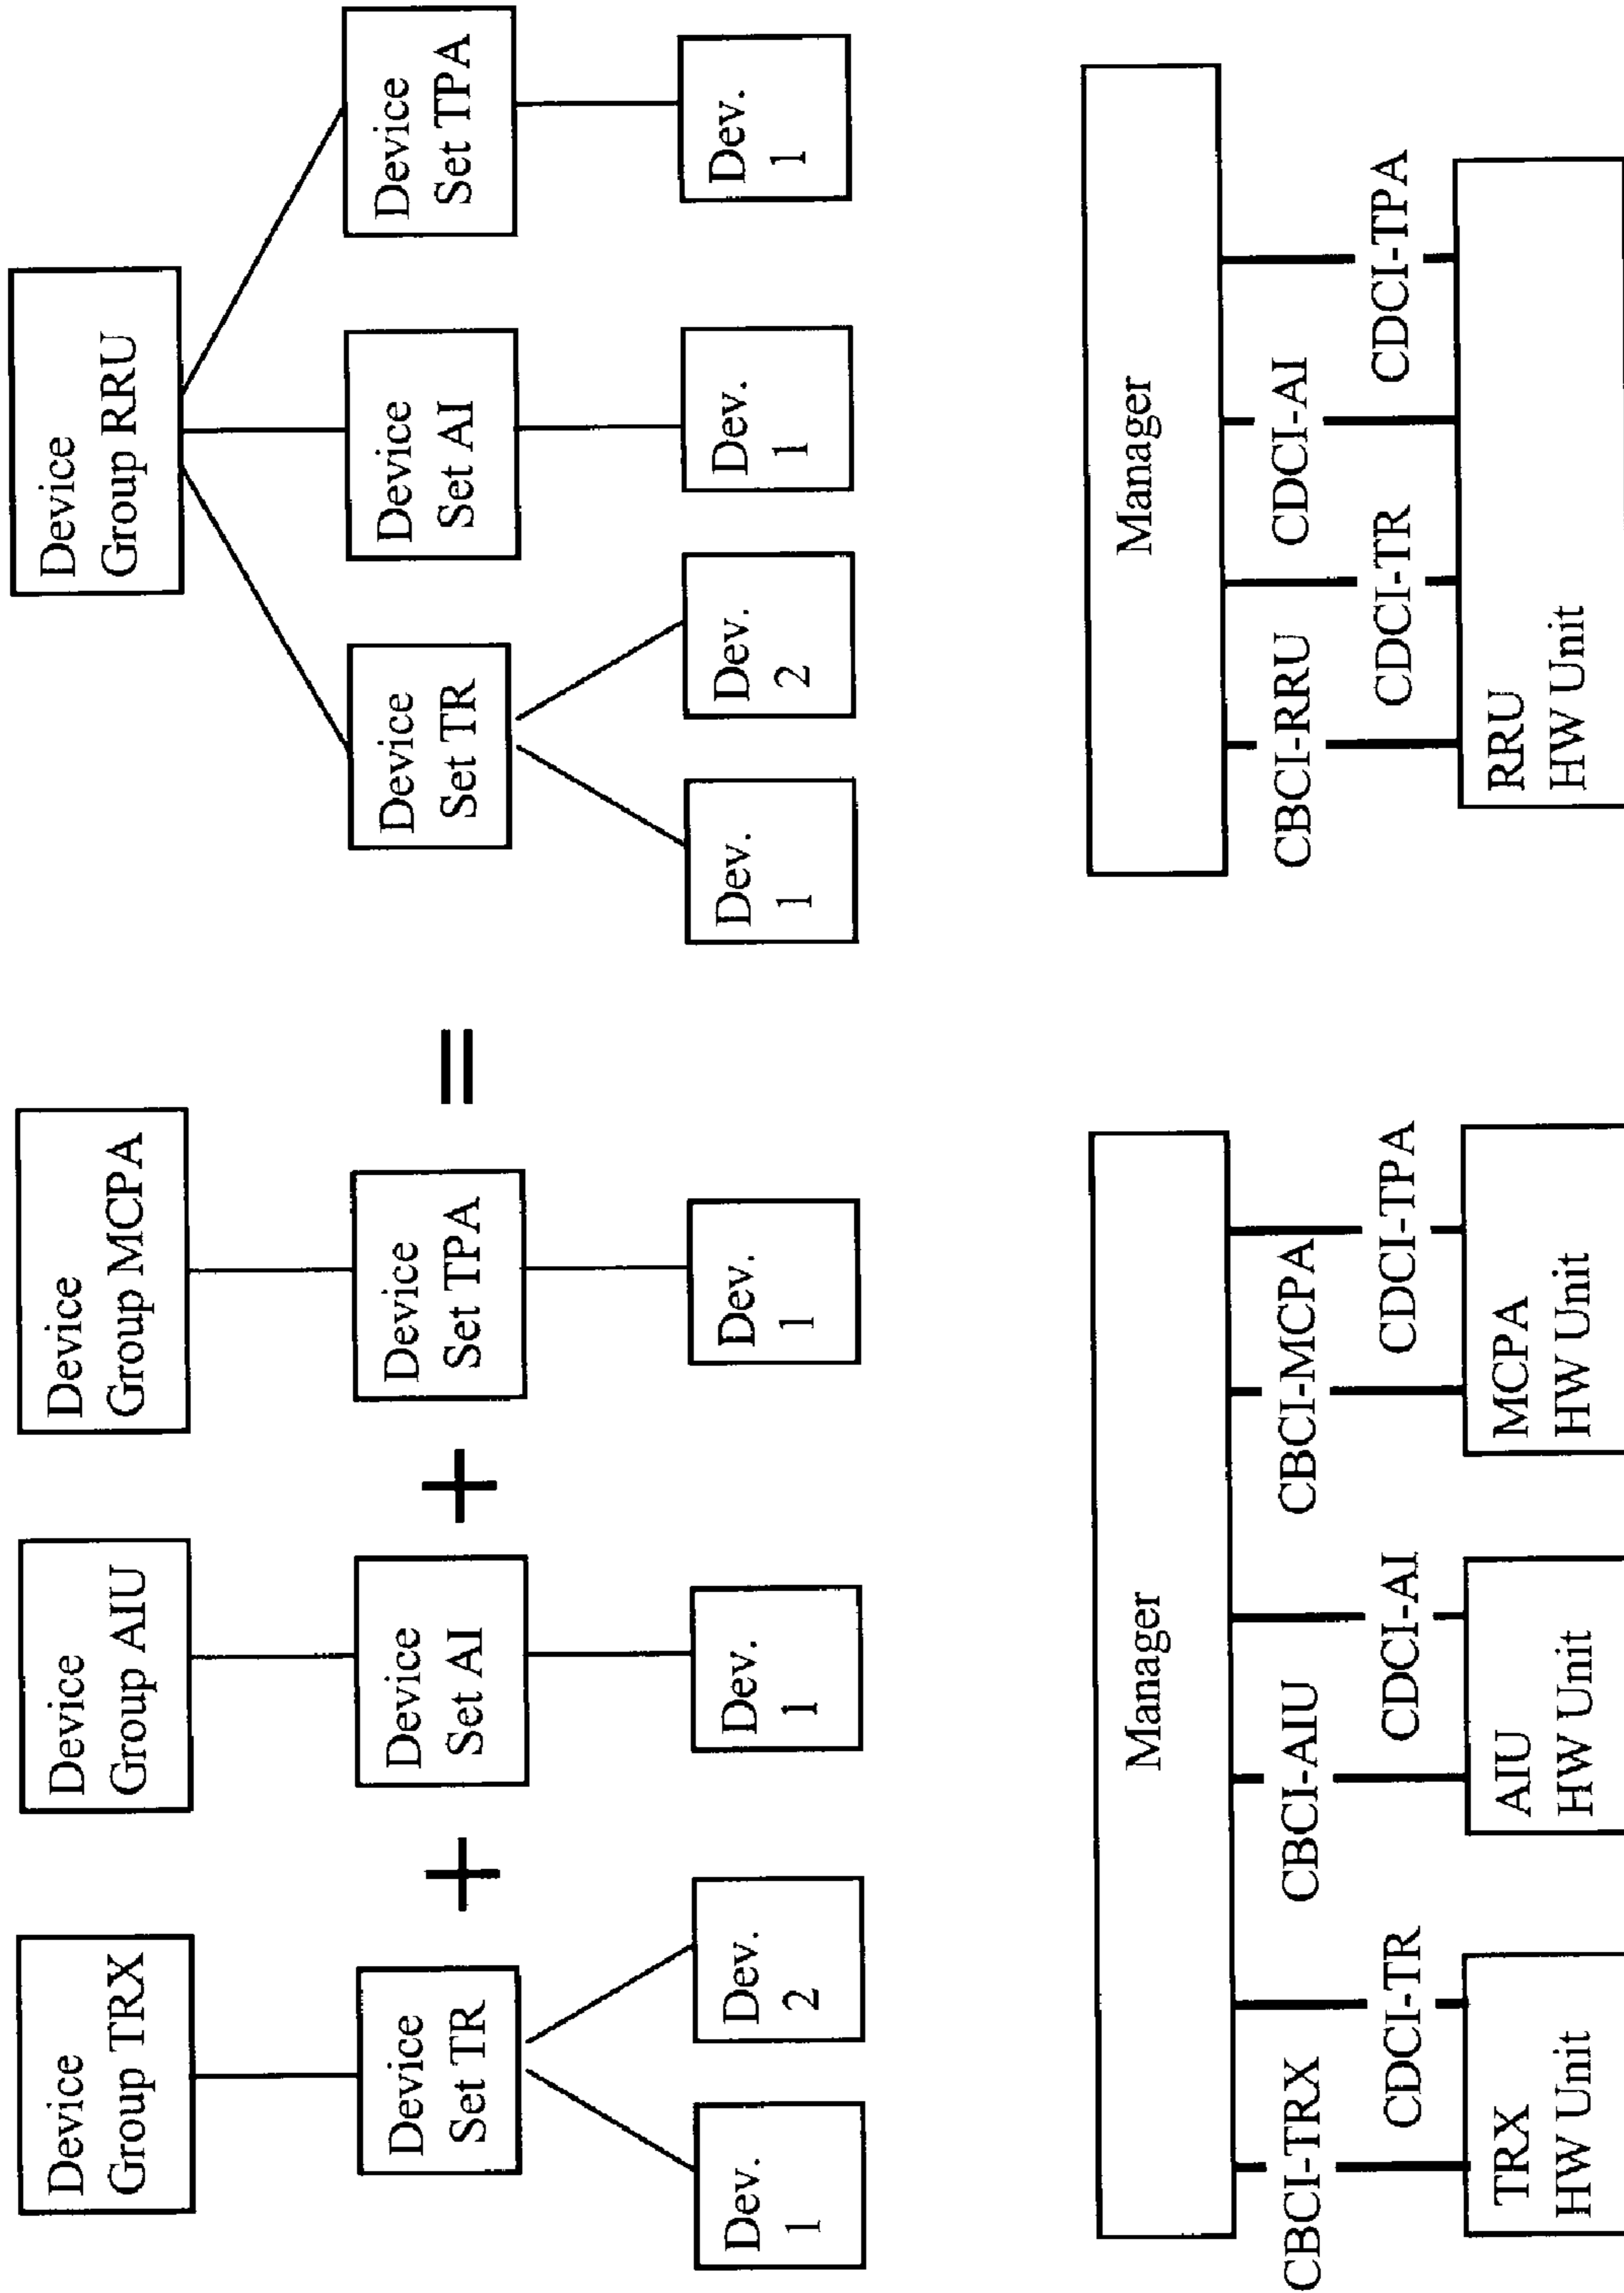 Device
Group TRX
Device
Set TR
Dev.
1
Dev.
2
+
Device
Group AIU
Device
Set AI
Dev.
1
+
Device
Group MCPA
Device
Set TPA
Dev.
1
=
Device
Group RRU
Device
Set TR
Dev.
1
Dev.
2
Device
Set AI
Dev.
1
Device
Set TPA
Dev.
1
Manager
CBCI-TRX
CDCI-TR
CBCI-AIU
CDCI-AI
CBCI-MCPA
CDCI-TPA
TRX
HW Unit
AIU
HW Unit
MCPA
HW Unit
Manager
CBCI-RRU
CDCI-TR
CDCI-AI
CDCI-TPA
RRU
HW Unit